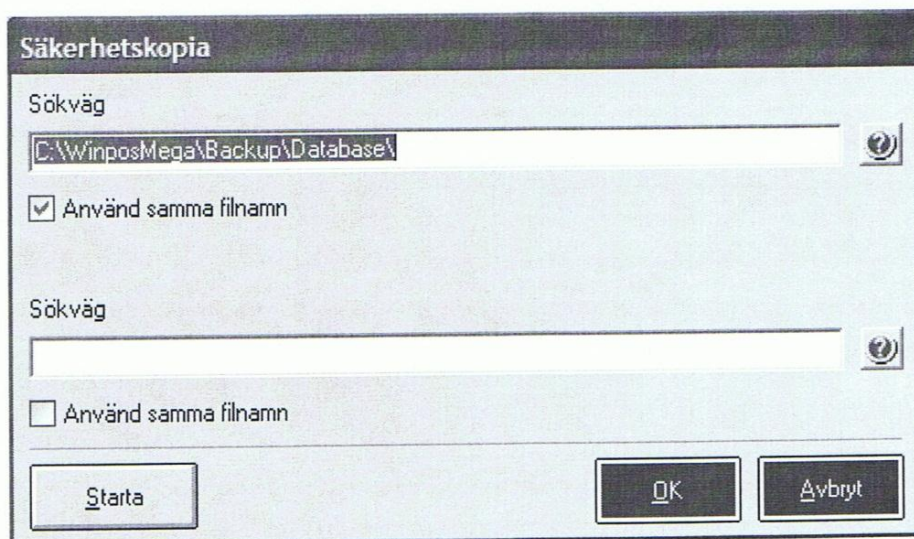 Säkerhetskopia
Sökväg
C:\WinposMega\Backup\Database\
Använd samma filnamn
Sökväg
Använd samma filnamn
Starta
OK
Avbryt